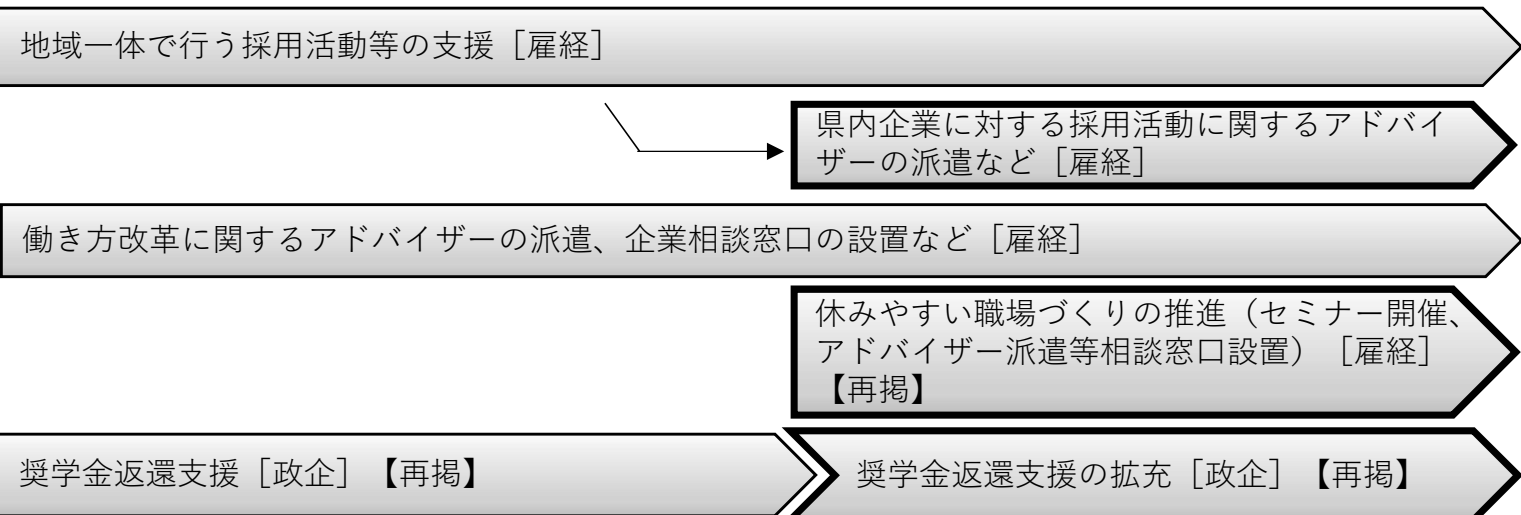 地域一体で行う採用活動等の支援［雇経］
県内企業に対する採用活動に関するアドバイ
ザーの派遣など［雇経］
働き方改革に関するアドバイザーの派遣、企業相談窓口の設置など［雇経］
休みやすい職場づくりの推進（セミナー開催、
アドバイザー派遣等相談窓口設置）［雇経］
【再掲】
奨学金返還支援［政企］【再掲】
奨学金返還支援の拡充［政企］【再掲】